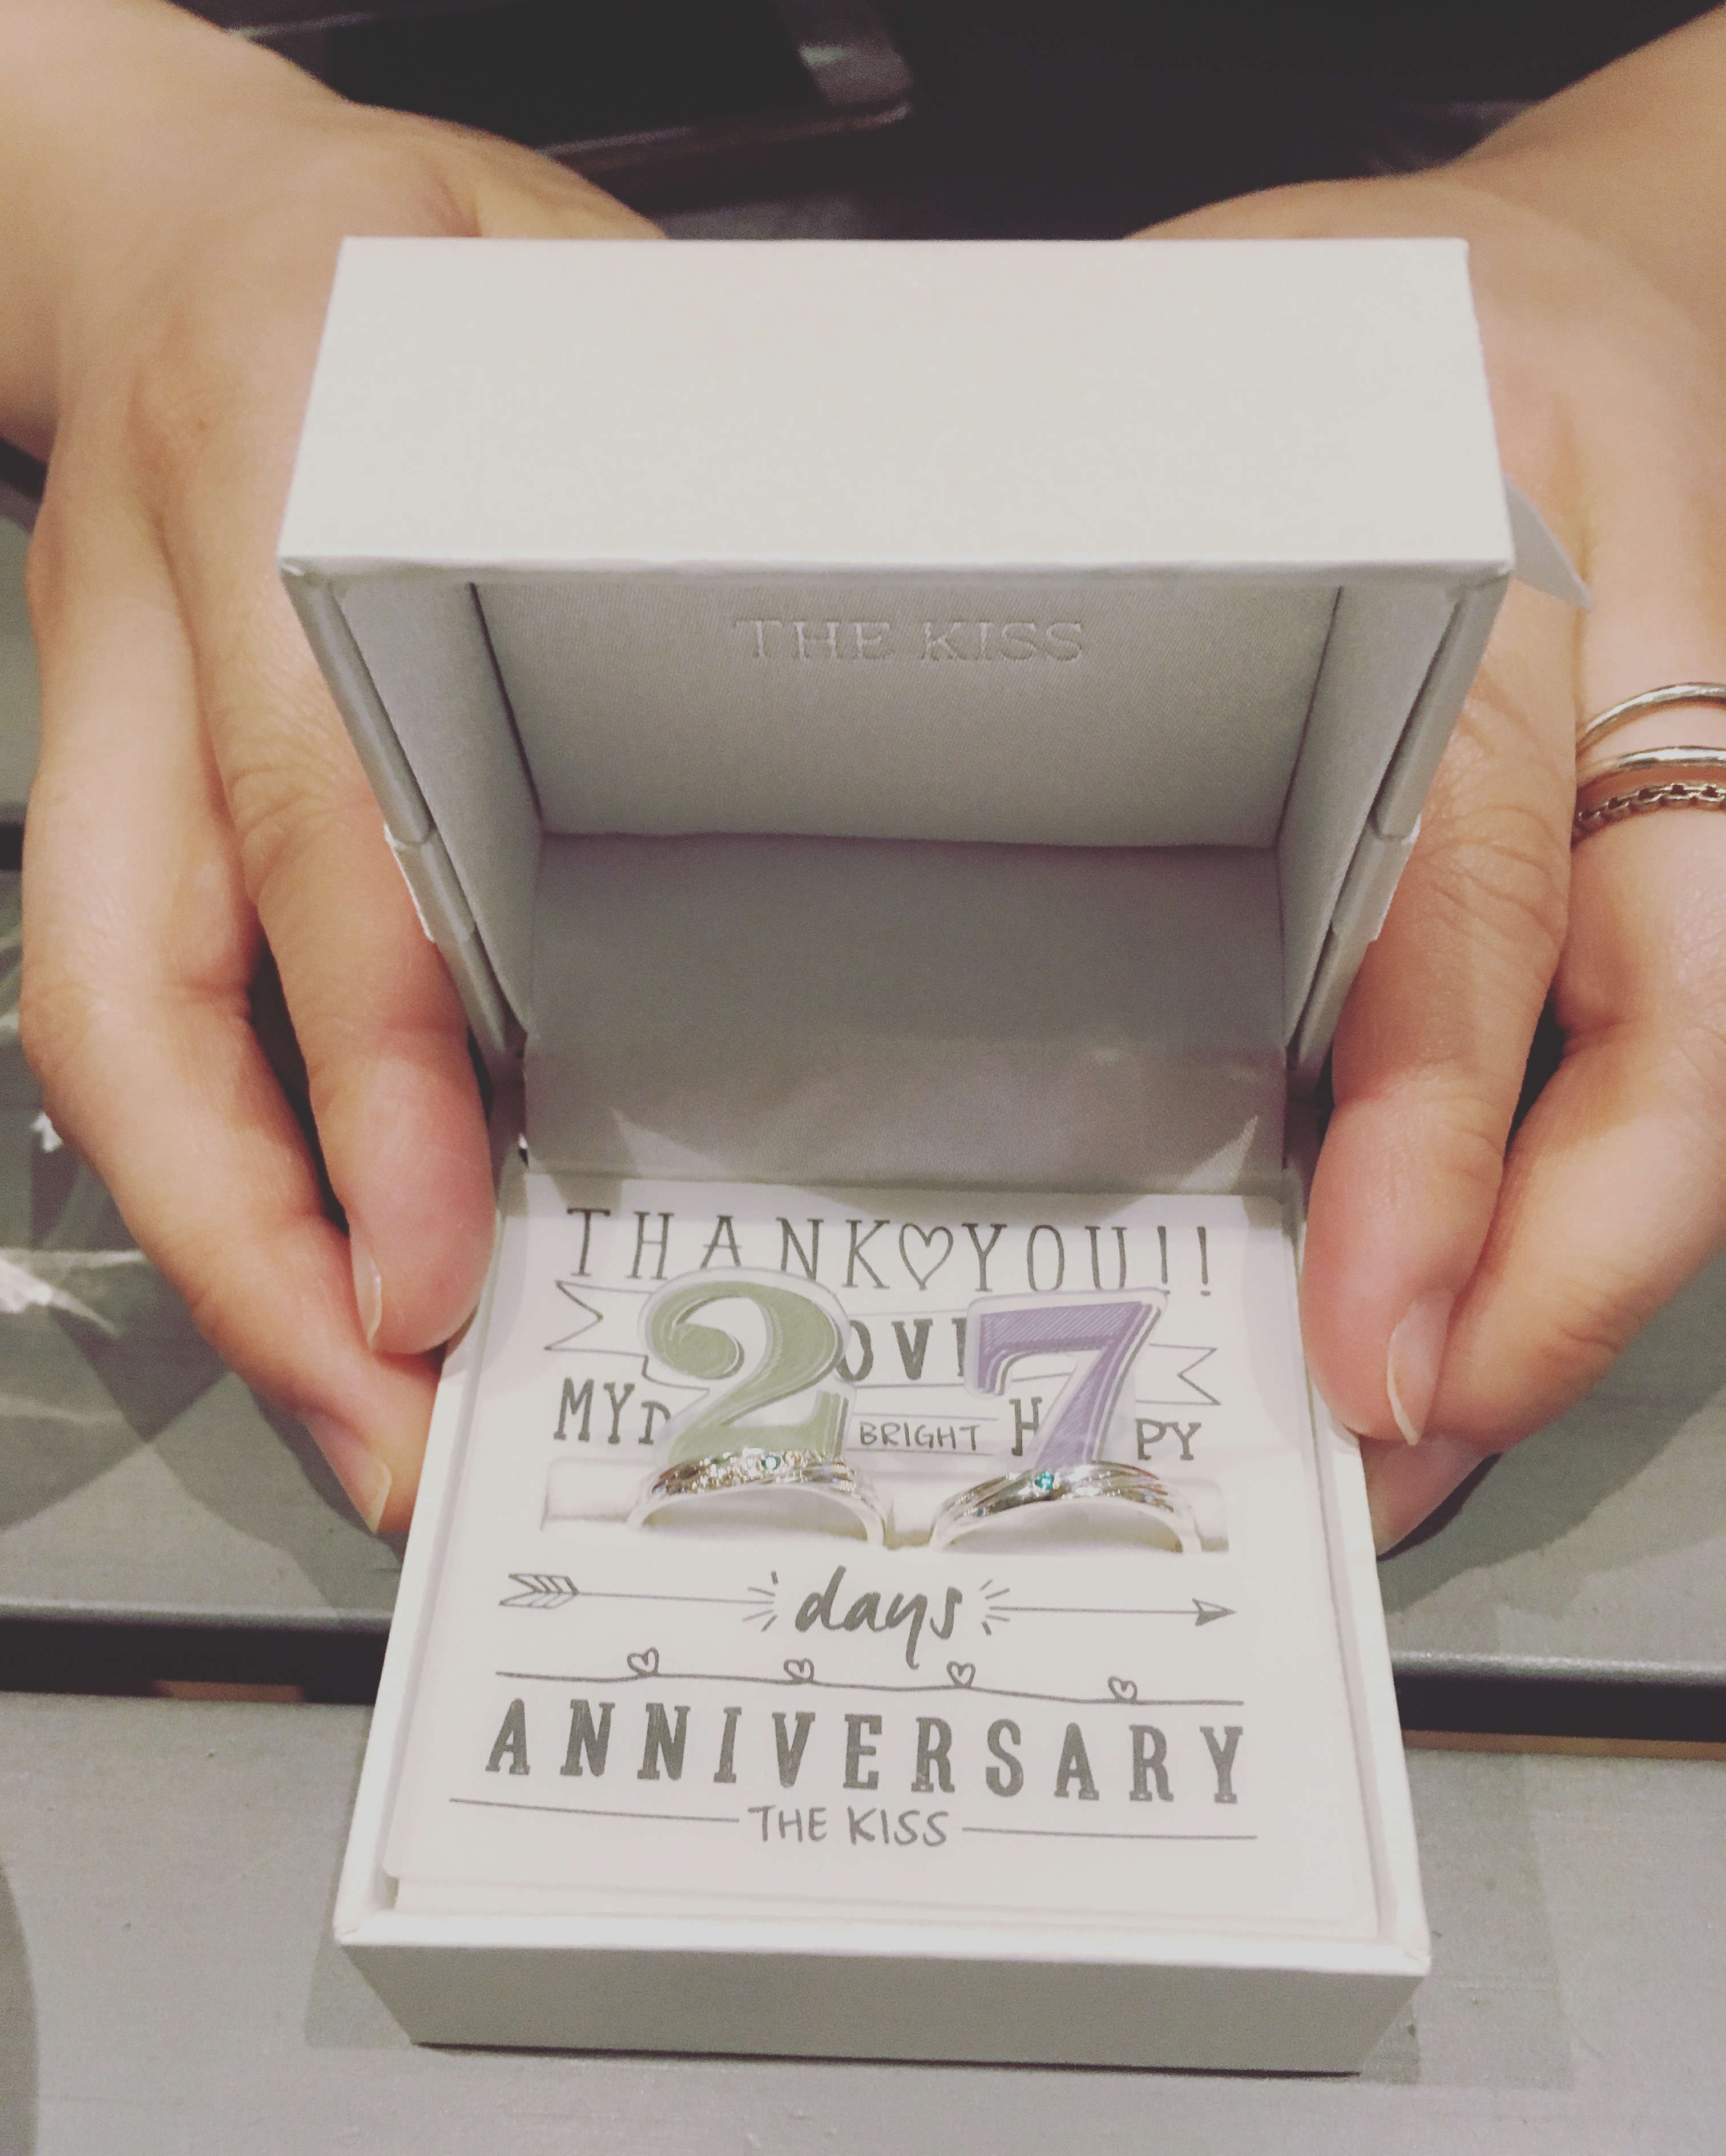 THE KISS
THANK♡YOU!!
2 7
BRIGHT
days
ANNIVERSARY
THE KISS